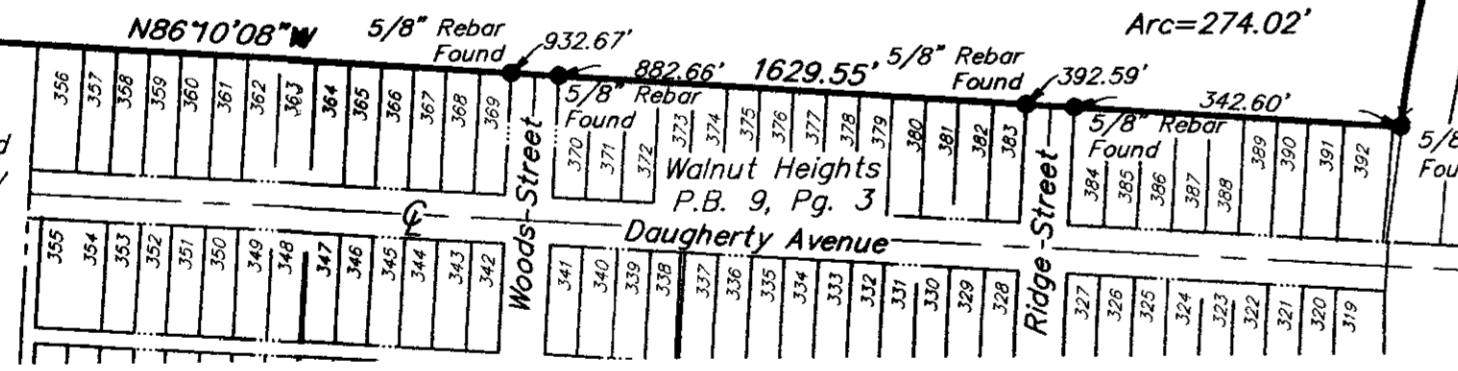 N86°10'08"W
5/8" Rebar
Found
932.67'
882.66'
1629.55'
5/8" Rebar
Found
392.59'
342.60'
Arc=274.02'
5/8" Rebar
Found
5/8" Rebar
Found
5/8
Fou
356 357 358 359 360 361 362 363 364 365 366 367 368 369
370 371 372 373 374 375 376 377 378 379 380 381 382 383
384 385 386 387 388 389 390 391 392
Woods Street
Ridge Street
Walnut Heights
P.B. 9, Pg. 3
℄
Daugherty Avenue
355 354 353 352 351 350 349 348 347 346 345 344 343 342
341 340 339 338 337 336 335 334 333 332 331 330 329 328
327 326 325 324 323 322 321 320 319